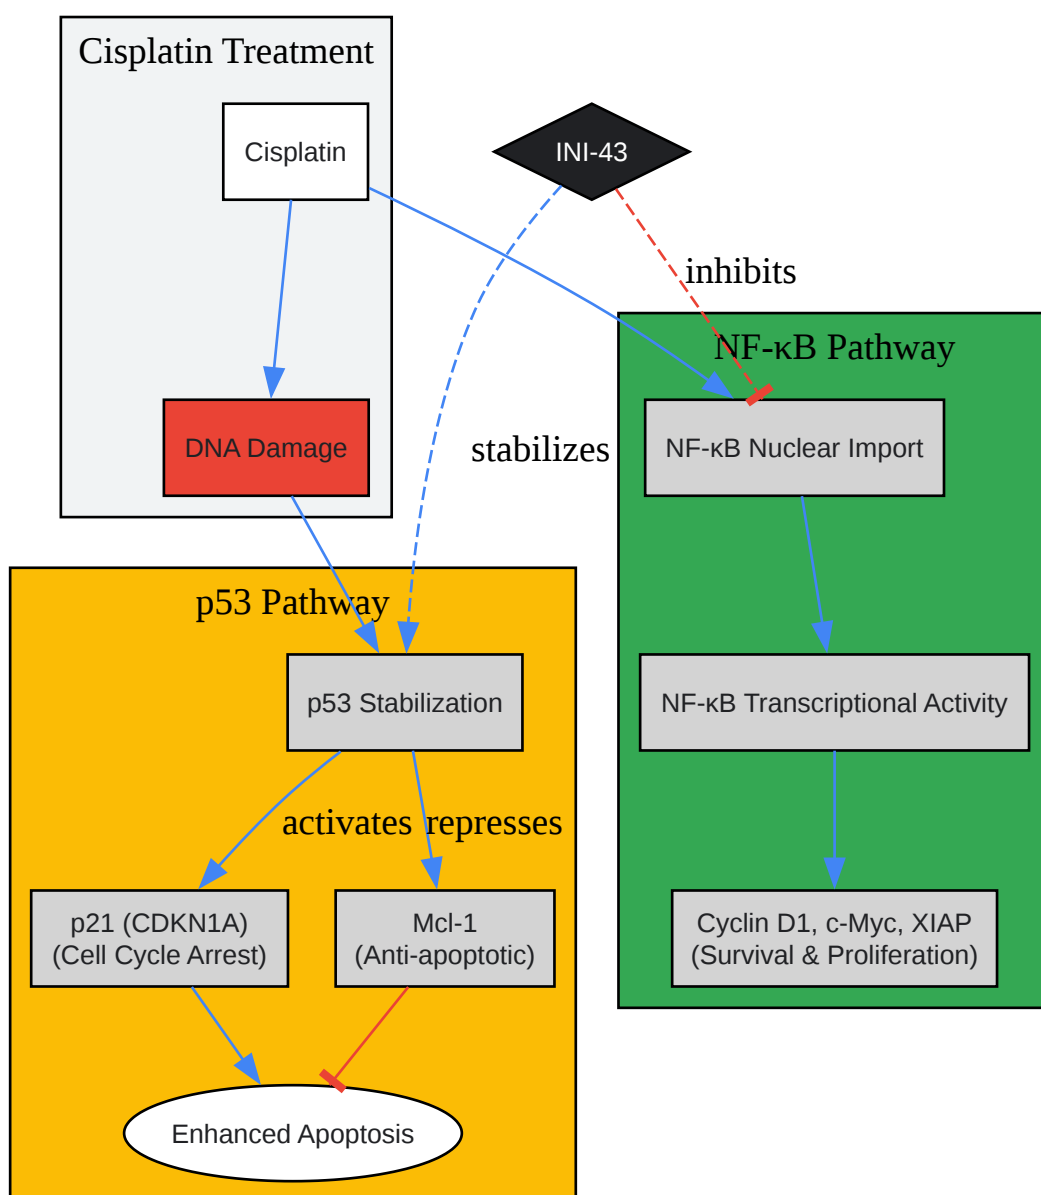 Cisplatin Treatment
Cisplatin
INI-43
inhibits
NF-κB Pathway
DNA Damage
stabilizes
NF-κB Nuclear Import
p53 Pathway
p53 Stabilization
NF-κB Transcriptional Activity
activates
represses
p21 (CDKN1A)
(Cell Cycle Arrest)
Mcl-1
(Anti-apoptotic)
Cyclin D1, c-Myc, XIAP
(Survival & Proliferation)
Enhanced Apoptosis